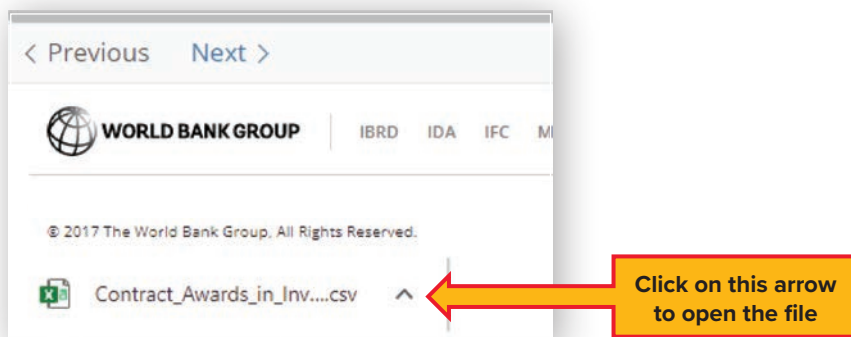 < Previous Next >
WORLD BANK GROUP IBRD IDA IFC
© 2017 The World Bank Group, All Rights Reserved.
Contract_Awards_in_Inv....csv
Click on this arrow
to open the file